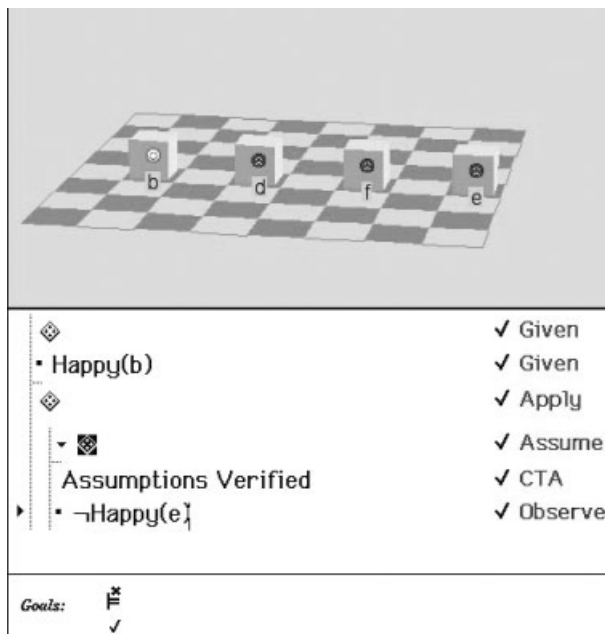 b d f e
✓ Given
Happy(b) ✓ Given
✓ Apply
✓ Assume
Assumptions Verified ✓ CTA
¬Happy(e) ✓ Observe
Goals: